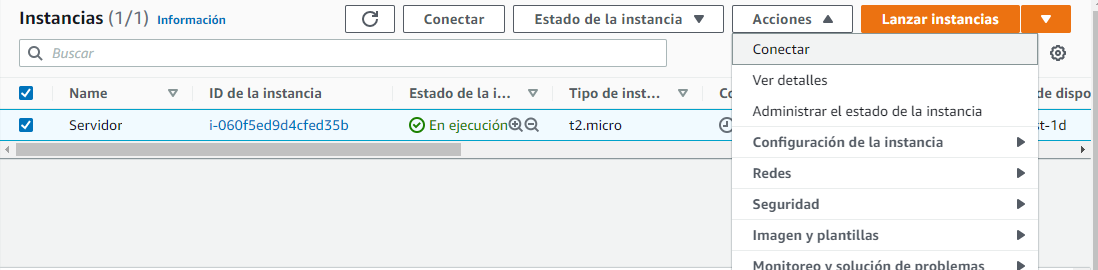 Instancias (1/1) Información Conectar Estado de la instancia Acciones Lanzar instancias
Buscar
Conectar
Ver detalles
Administrar el estado de la instancia
Configuración de la instancia
Redes
Seguridad
Imagen y plantillas
Monitoreo y solución de problemas
Name ID de la instancia Estado de la i... Tipo de inst... Co de dispo
Servidor i-060f5ed9d4cfed35b En ejecución t2.micro st-1d